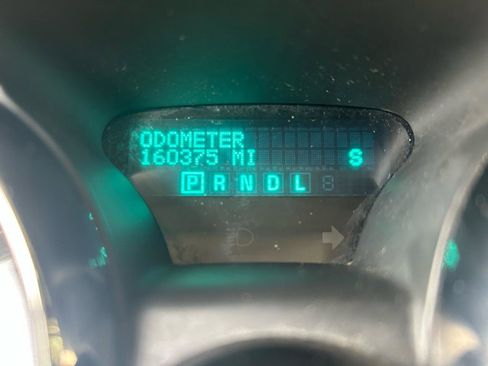 ODOMETER
160375 MI S
P R N D L